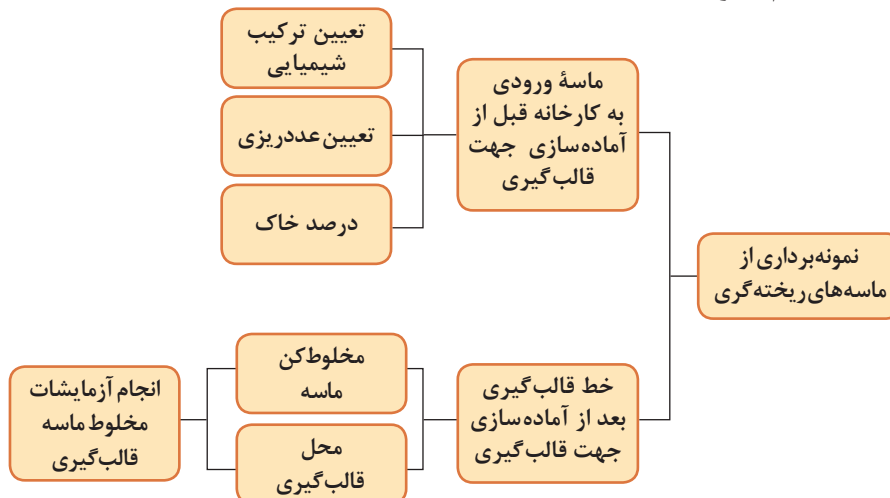 نمونه‌برداری از
ماسه‌های ریخته‌گری
ماسهٔ ورودی
به کارخانه قبل از
آماده‌سازی جهت
قالب‌گیری
تعیین ترکیب
شیمیایی
تعیین عددریزی
درصد خاک
خط قالب‌گیری
بعد از آماده‌سازی
جهت قالب‌گیری
مخلوط‌کن
ماسه
محل
قالب‌گیری
انجام آزمایشات
مخلوط ماسه
قالب‌گیری